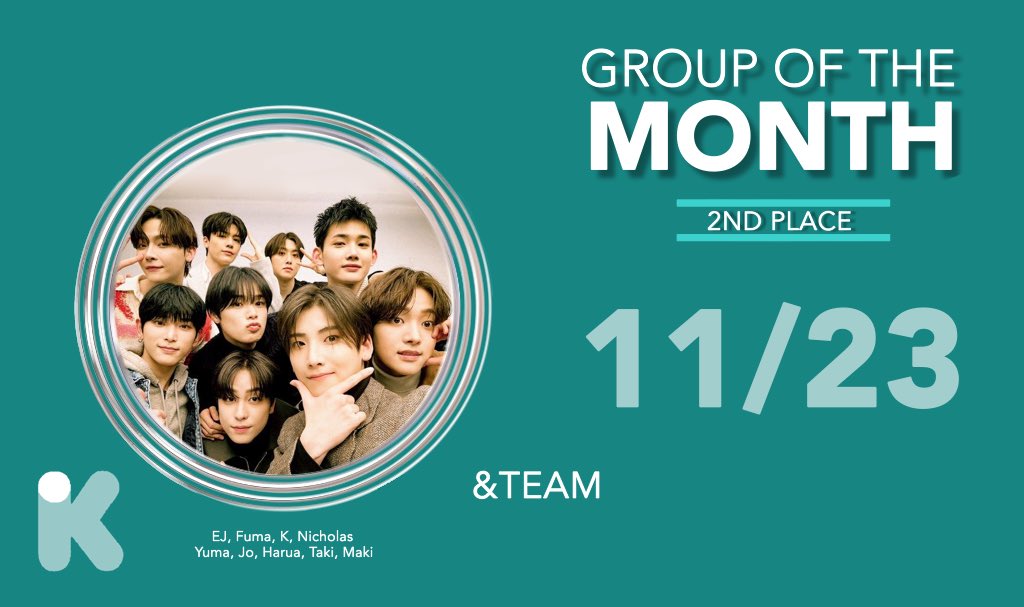 GROUP OF THE
MONTH
2ND PLACE
11/23
&TEAM
K
EJ, Fuma, K, Nicholas
Yuma, Jo, Harua, Taki, Maki